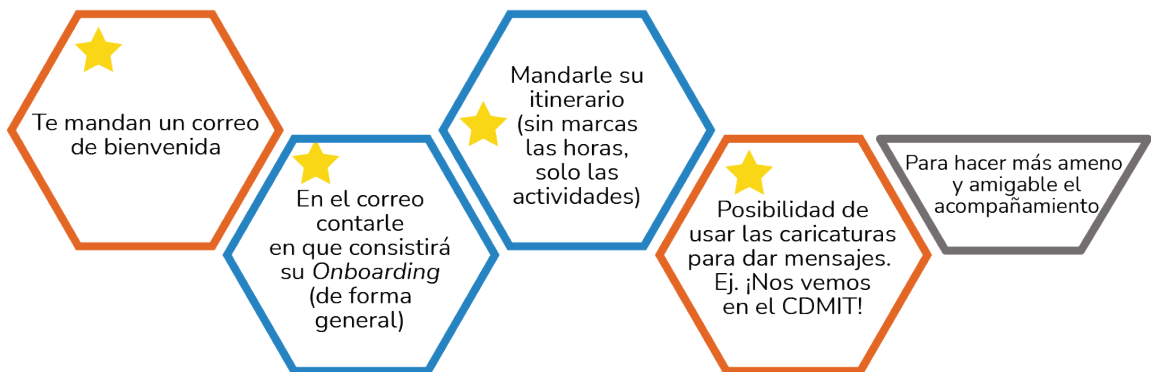 Te mandan un correo
de bienvenida
En el correo
contarle
en que consistirá
su Onboarding
(de forma
general)
Mandarle su
itinerario
(sin marcas
las horas,
solo las
actividades)
Posibilidad de
usar las caricaturas
para dar mensajes.
Ej. ¡Nos vemos
en el CDMIT!
Para hacer más ameno
y amigable el
acompañamiento